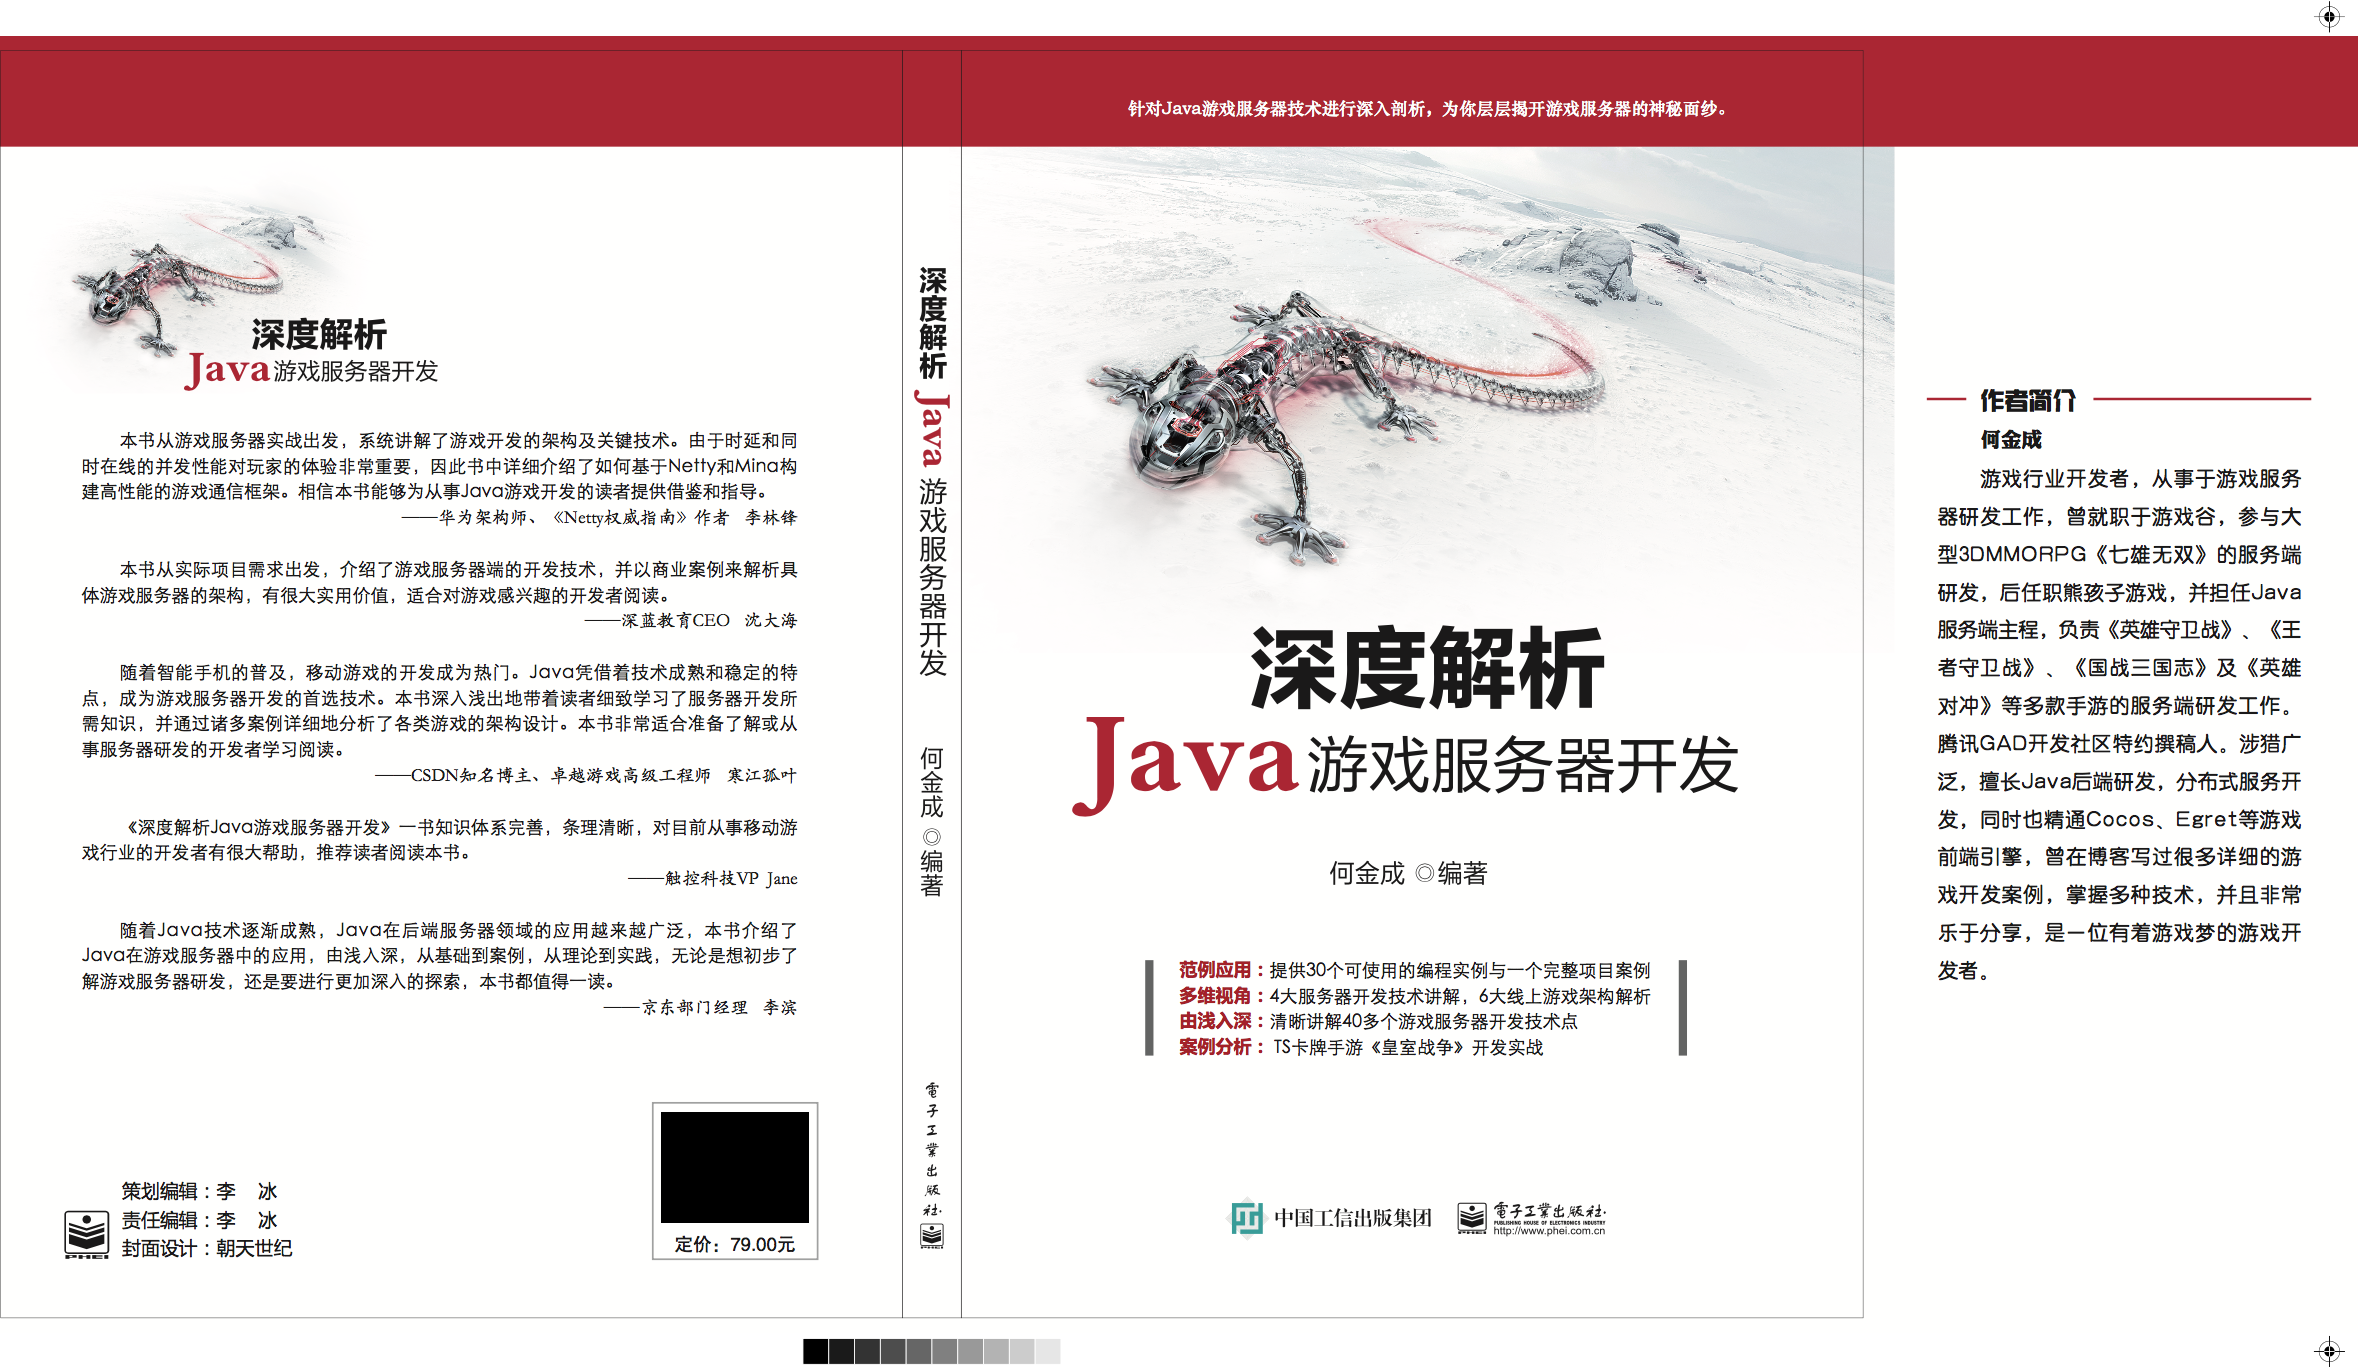 针对Java游戏服务器技术进行深入剖析，为你层层揭开游戏服务器的神秘面纱。
深度解析
Java游戏服务器开发
本书从游戏服务器实战出发，系统讲解了游戏开发的架构及关键技术。由于时延和同
时在线的并发性能对玩家的体验非常重要，因此书中详细介绍了如何基于Netty和Mina构
建高性能的游戏通信框架。相信本书能够为从事Java游戏开发的读者提供借鉴和指导。
——华为架构师、《Netty权威指南》作者 李林锋
本书从实际项目需求出发，介绍了游戏服务器端的开发技术，并以商业案例来解析具
体游戏服务器的架构，有很大实用价值，适合对游戏感兴趣的开发者阅读。
——深蓝教育CEO 沈大海
随着智能手机的普及，移动游戏的开发成为热门。Java凭借着技术成熟和稳定的特
点，成为游戏服务器开发的首选技术。本书深入浅出地带着读者细致学习了服务器开发所
需知识，并通过诸多案例详细地分析了各类游戏的架构设计。本书非常适合准备了解或从
事服务器研发的开发者学习阅读。
——CSDN知名博主、卓越游戏高级工程师 寒江孤叶
《深度解析Java游戏服务器开发》一书知识体系完善，条理清晰，对目前从事移动游
戏行业的开发者有很大帮助，推荐读者阅读本书。
——触控科技VP Jane
随着Java技术逐渐成熟，Java在后端服务器领域的应用越来越广泛，本书介绍了
Java在游戏服务器中的应用，由浅入深，从基础到案例，从理论到实践，无论是想初步了
解游戏服务器研发，还是要进行更加深入的探索，本书都值得一读。
——京东部门经理 李滨
策划编辑：李 冰
责任编辑：李 冰
封面设计：朝天世纪
PHEI
定价：79.00元
深度解析 Java 游戏服务器开发
何金成 ◎ 编著
電子工業出版社
PHEI
深度解析
Java游戏服务器开发
何金成 ◎编著
范例应用：提供30个可使用的编程实例与一个完整项目案例
多维视角：4大服务器开发技术讲解，6大线上游戏架构解析
由浅入深：清晰讲解40多个游戏服务器开发技术点
案例分析：TS卡牌手游《皇室战争》开发实战
中国工信出版集团
電子工業出版社
PUBLISHING HOUSE OF ELECTRONICS INDUSTRY
PHEI http://www.phei.com.cn
作者简介
何金成
游戏行业开发者，从事于游戏服务
器研发工作，曾就职于游戏谷，参与大
型3DMMORPG《七雄无双》的服务端
研发，后任职熊孩子游戏，并担任Java
服务端主程，负责《英雄守卫战》、《王
者守卫战》、《国战三国志》及《英雄
对冲》等多款手游的服务端研发工作。
腾讯GAD开发社区特约撰稿人。涉猎广
泛，擅长Java后端研发，分布式服务开
发，同时也精通Cocos、Egret等游戏
前端引擎，曾在博客写过很多详细的游
戏开发案例，掌握多种技术，并且非常
乐于分享，是一位有着游戏梦的游戏开
发者。